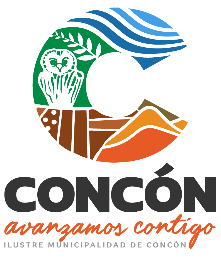 CONCÓN
avanzamos contigo
ILUSTRE MUNICIPALIDAD DE CONCÓN